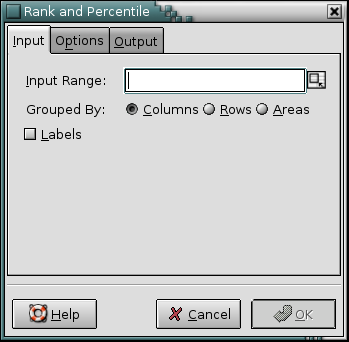 Rank and Percentile
Input Options Output
Input Range:
Grouped By: Columns Rows Areas
Labels
Help Cancel OK